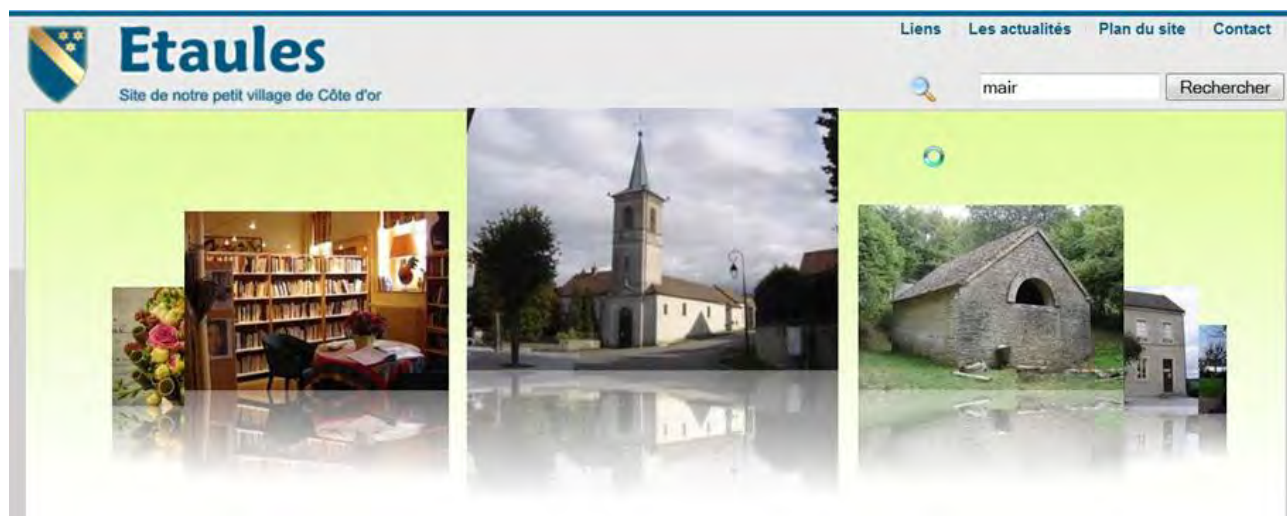 Liens Les actualités Plan du site Contact
Etaules
Site de notre petit village de Côte d'or
mair Rechercher